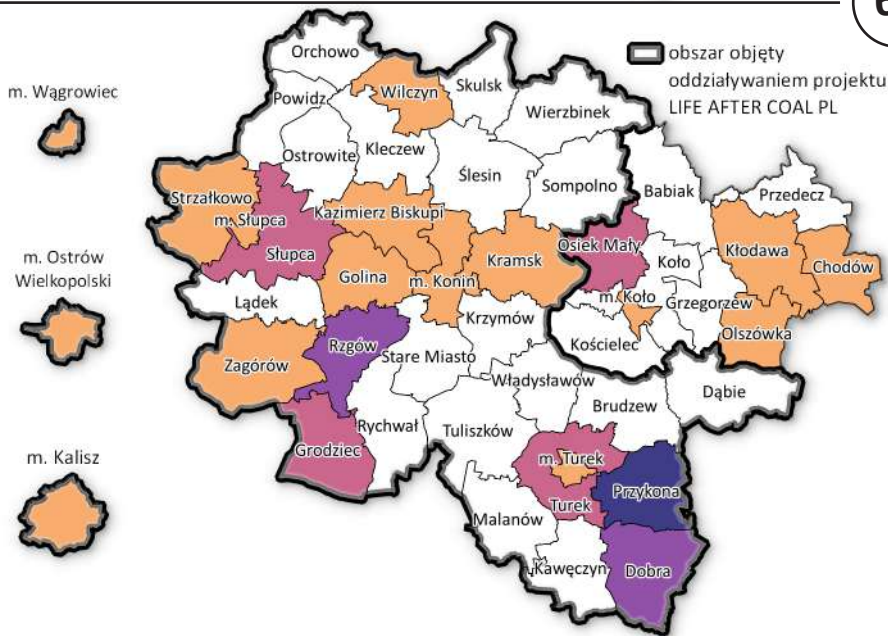 obszar objęty
oddziaływaniem projektu
LIFE AFTER COAL PL
m. Wągrowiec
m. Ostrów
Wielkopolski
m. Kalisz
Orchowo
Wilczyn
Skulsk
Powidz
Wierzbinek
Ostrowite
Kleczew
Ślesin
Sompolno
Babiak
Przedecz
Strzałkowo
m. Słupca
Kazimierz Biskupi
Słupca
Osiek Mały
Kłodawa
Chodów
Koło
Golina
m. Konin
Kramsk
Lądek
m. Koło
Grzegorzew
Krzymów
Olszówka
Kościelec
Rzgów
Stare Miasto
Zagórów
Władysławów
Dąbie
Brudzew
Rychwał
Tuliszków
Grodziec
m. Turek
Przykona
Turek
Malanów
Kawęczyn
Dobra